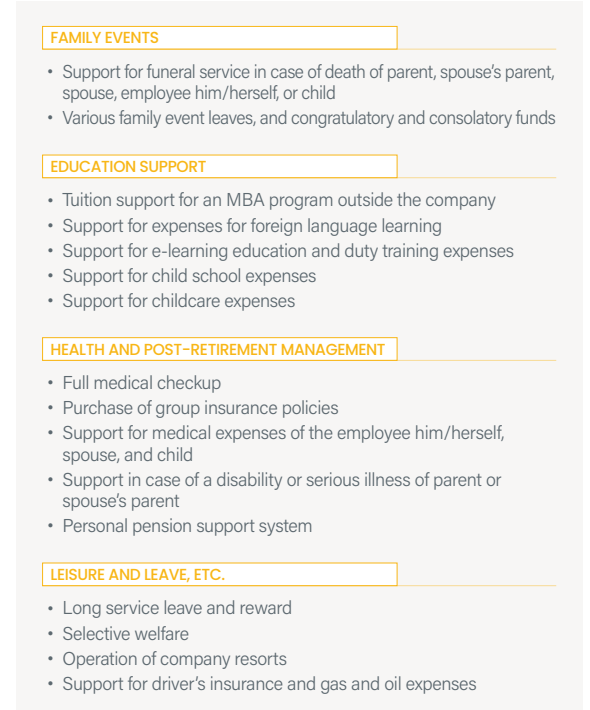 FAMILY EVENTS
• Support for funeral service in case of death of parent, spouse's parent,
spouse, employee him/herself, or child
• Various family event leaves, and congratulatory and consolatory funds
EDUCATION SUPPORT
• Tuition support for an MBA program outside the company
• Support for expenses for foreign language learning
• Support for e-learning education and duty training expenses
• Support for child school expenses
• Support for childcare expenses
HEALTH AND POST-RETIREMENT MANAGEMENT
• Full medical checkup
• Purchase of group insurance policies
• Support for medical expenses of the employee him/herself,
spouse, and child
• Support in case of a disability or serious illness of parent or
spouse's parent
• Personal pension support system
LEISURE AND LEAVE, ETC.
• Long service leave and reward
• Selective welfare
• Operation of company resorts
• Support for driver's insurance and gas and oil expenses